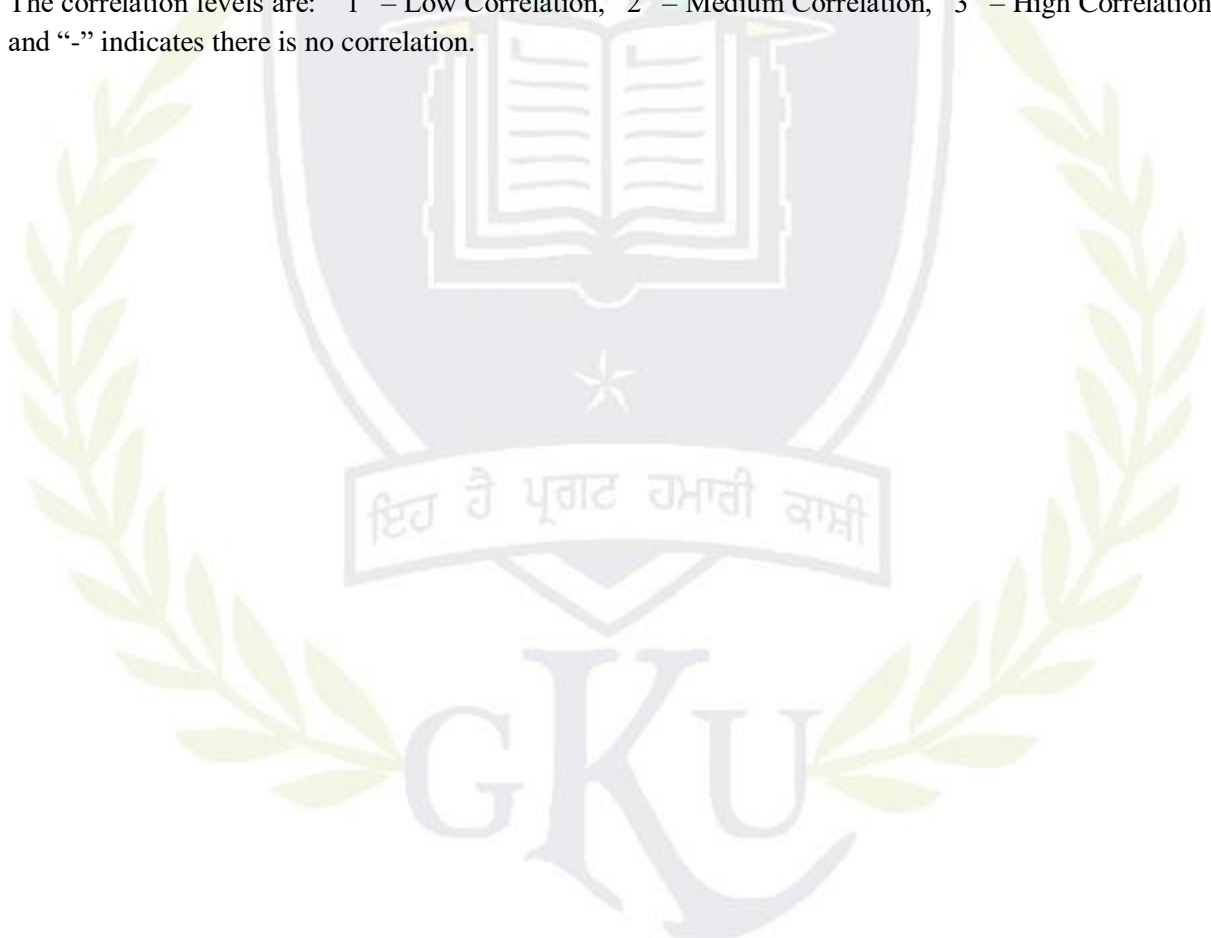 The correlation levels are: “1” – Low Correlation, “2” – Medium Correlation, “3” – High Correlation
and “-” indicates there is no correlation.
ਇਹ ਹੈ ਪ੍ਰਗਟ ਹਮਾਰੀ ਕਾਸ਼ੀ
GKU